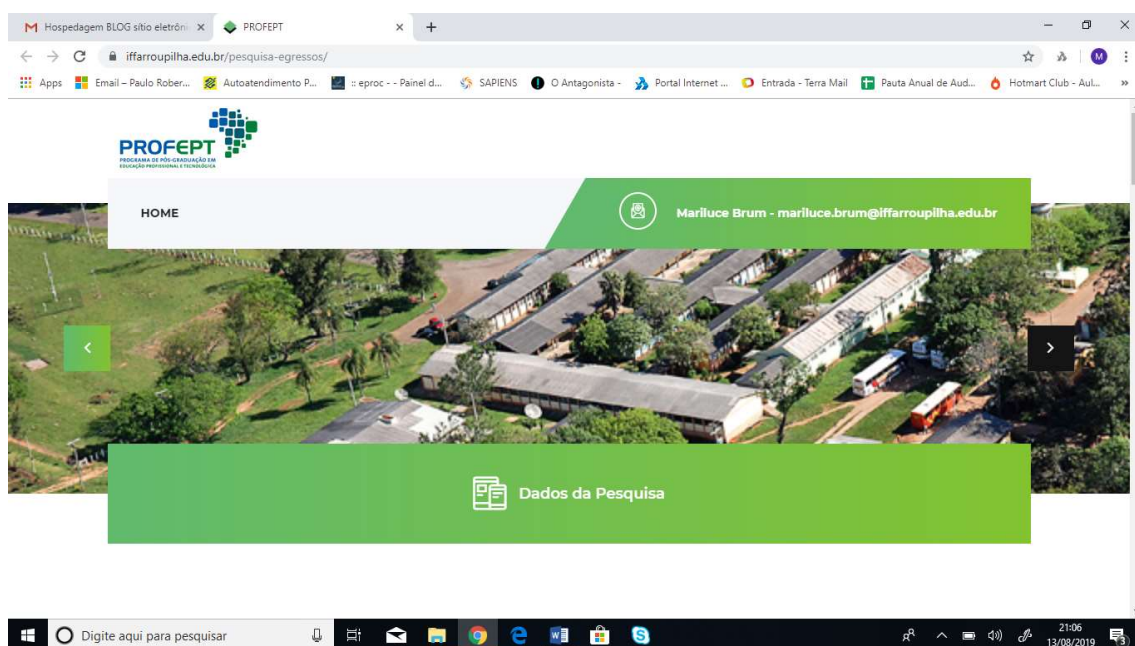 Hospedagem BLOG sítio eletrôni
PROFEPT
iffarroupilha.edu.br/pesquisa-egressos/
M
Apps
Email – Paulo Rober...
Autoatendimento P...
:: eproc - - Painel d...
SAPIENS
O Antagonista -
Portal Internet ...
Entrada - Terra Mail
Pauta Anual de Aud...
Hotmart Club - Aul...
»
PROFEPT
PROGRAMA DE PÓS-GRADUAÇÃO EM
EDUCAÇÃO PROFISSIONAL E TECNOLÓGICA
HOME
Mariluce Brum - mariluce.brum@iffarroupilha.edu.br
Dados da Pesquisa
Digite aqui para pesquisar
21:06
13/08/2019
3